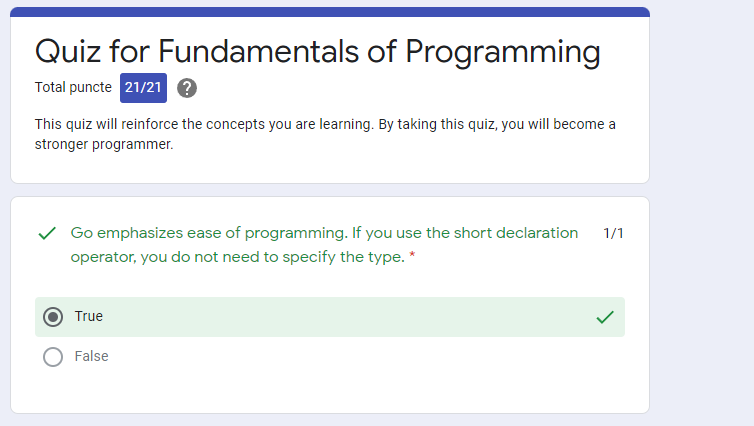 Quiz for Fundamentals of Programming
Total puncte 21/21 ?
This quiz will reinforce the concepts you are learning. By taking this quiz, you will become a
stronger programmer.
Go emphasizes ease of programming. If you use the short declaration 1/1
operator, you do not need to specify the type. *
True
False